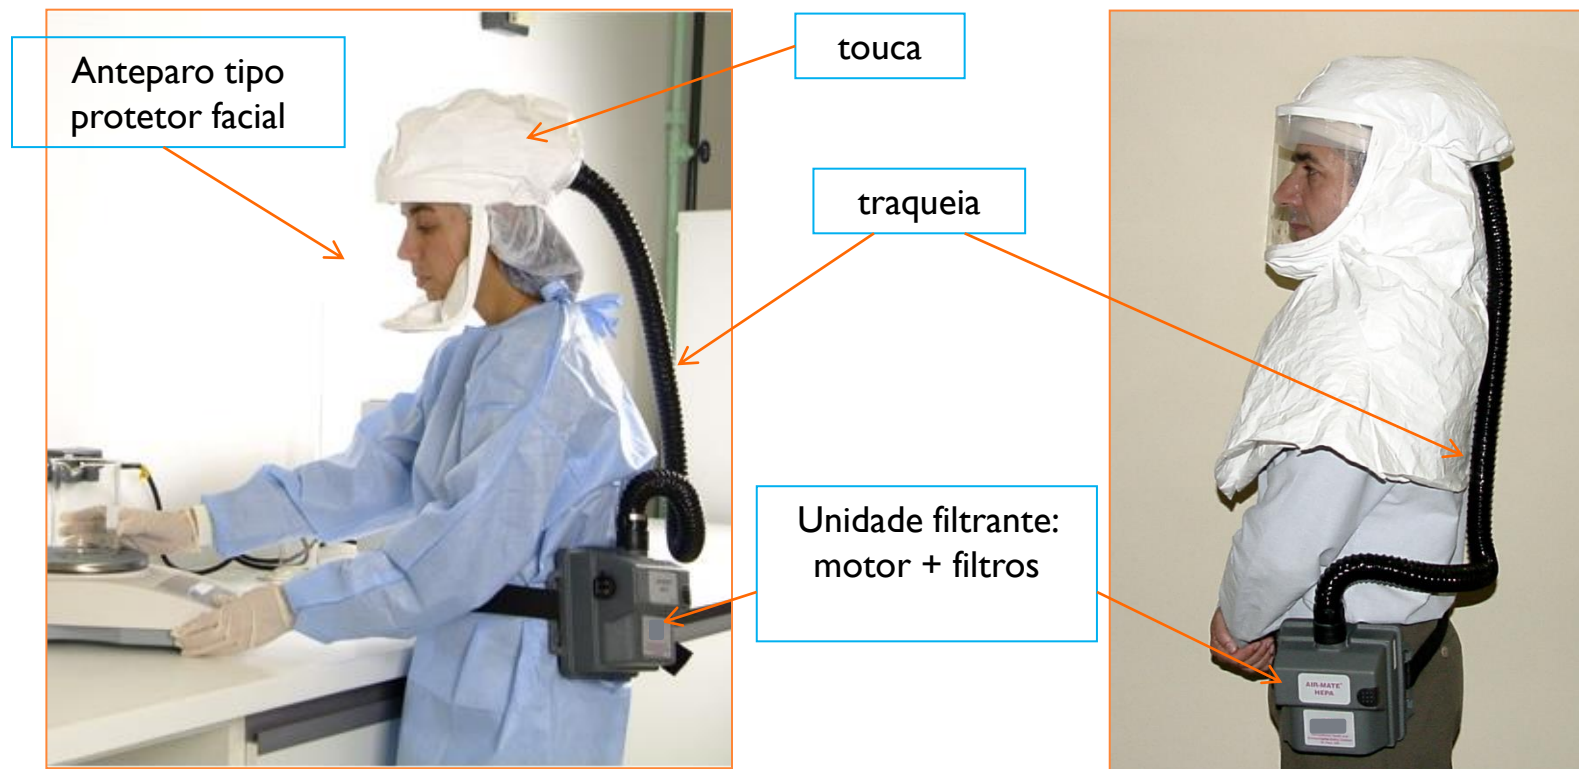 Anteparo tipo
protetor facial
touca
traqueia
Unidade filtrante:
motor + filtros
AIR-MATE
HEPA